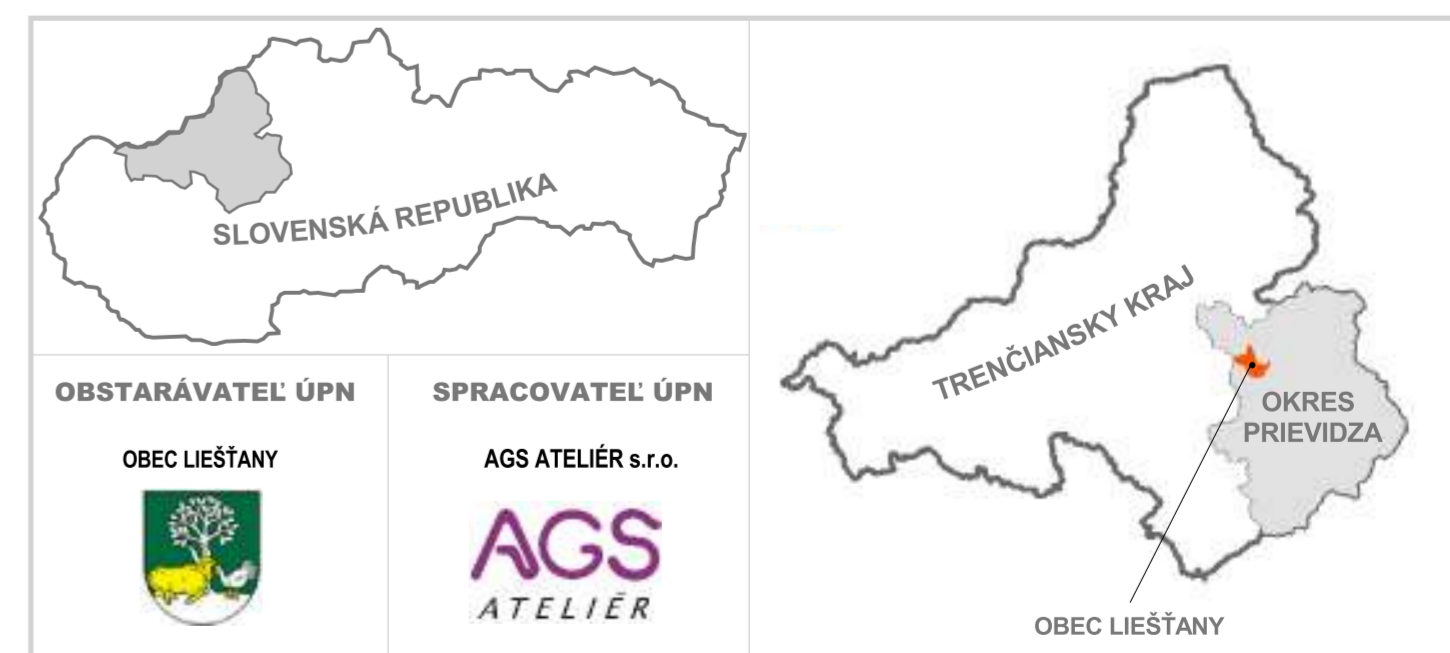 SLOVENSKÁ REPUBLIKA
OBSTARÁVATEĽ ÚPN
OBEC LIEŠŤANY
SPRACOVATEĽ ÚPN
AGS ATELIÉR s.r.o.
AGS
ATELIÉR
TRENČIANSKY KRAJ
OKRES
PRIEVIDZA
OBEC LIEŠŤANY